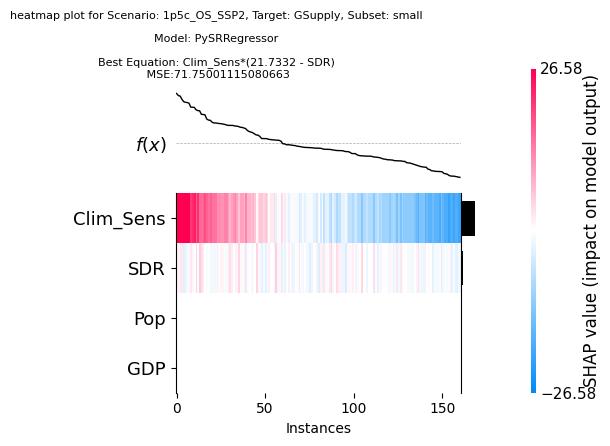 heatmap plot for Scenario: 1p5c_OS_SSP2, Target: GSupply, Subset: small
Model: PySRRegressor
Best Equation: Clim_Sens*(21.7332 - SDR)
MSE:71.75001115080663
26.58
f(x)
Clim_Sens
SDR
Pop
GDP
SHAP value (impact on model output)
−26.58
0
50
100
150
Instances